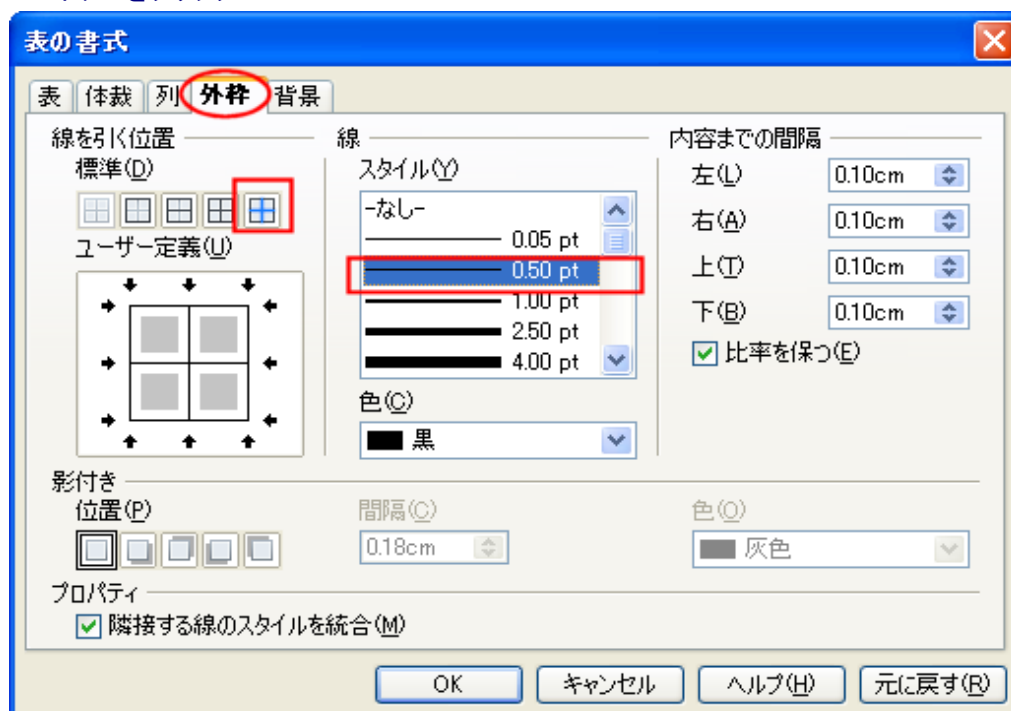 表の書式
表 体裁 列 外枠 背景
線を引く位置
標準(D)
ユーザー定義(U)
線
スタイル(Y)
-なし-
0.05 pt
0.50 pt
1.00 pt
2.50 pt
4.00 pt
色(C)
黒
内容までの間隔
左(L) 0.10cm
右(A) 0.10cm
上(T) 0.10cm
下(B) 0.10cm
比率を保つ(E)
影付き
位置(P)
間隔(C)
0.18cm
色(O)
灰色
プロパティ
隣接する線のスタイルを統合(M)
OK キャンセル ヘルプ(H) 元に戻す(R)